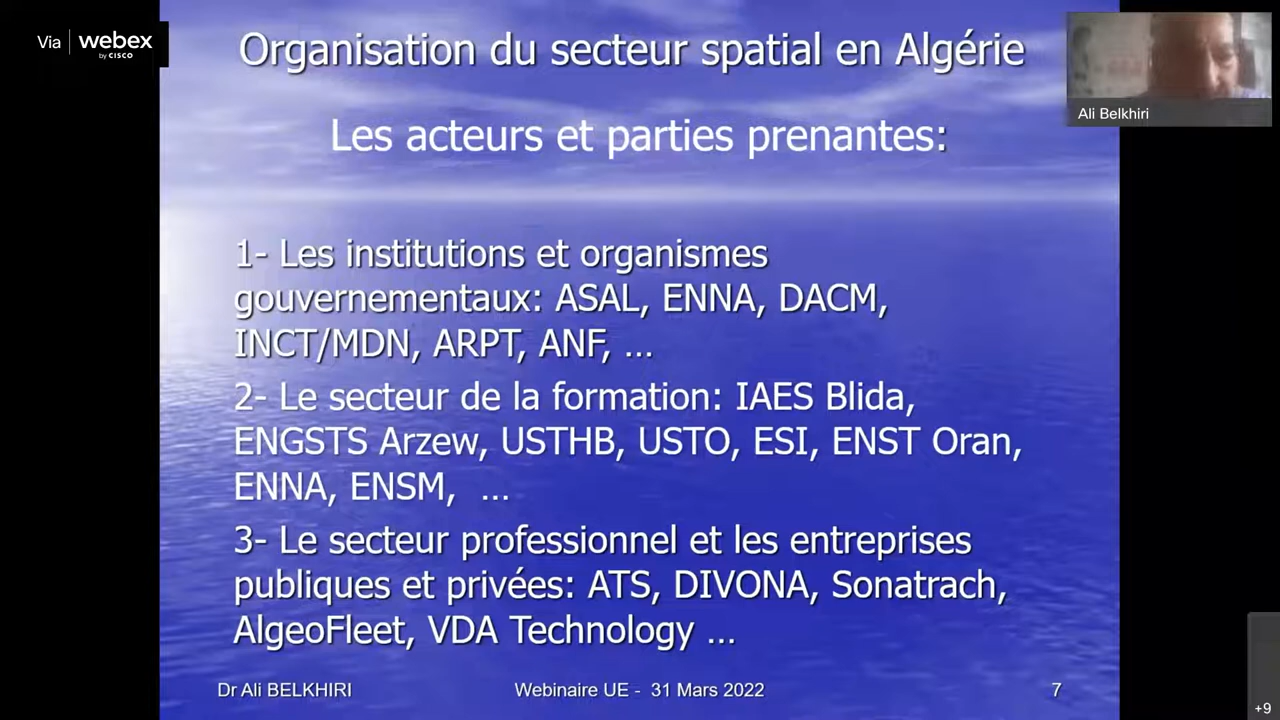 Via webex
by CISCO
Organisation du secteur spatial en Algérie
Ali Belkhiri
Les acteurs et parties prenantes:
1- Les institutions et organismes
gouvernementaux: ASAL, ENNA, DACM,
INCT/MDN, ARPT, ANF, ...
2- Le secteur de la formation: IAES Blida,
ENGSTS Arzew, USTHB, USTO, ESI, ENST Oran,
ENNA, ENSM, ...
3- Le secteur professionnel et les entreprises
publiques et privées: ATS, DIVONA, Sonatrach,
AlgeoFleet, VDA Technology ...
Dr Ali BELKHIRI Webinaire UE - 31 Mars 2022 7
+9